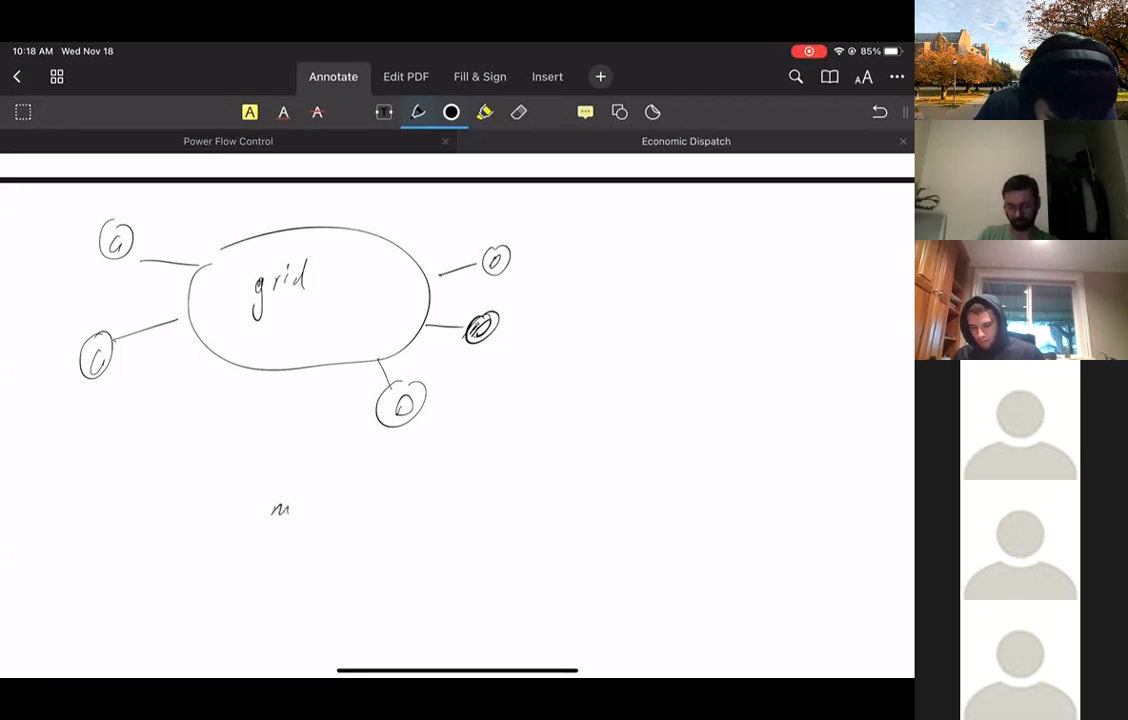 10:18 AM Wed Nov 18
85%
Annotate Edit PDF Fill & Sign Insert
Power Flow Control
Economic Dispatch
grid
m